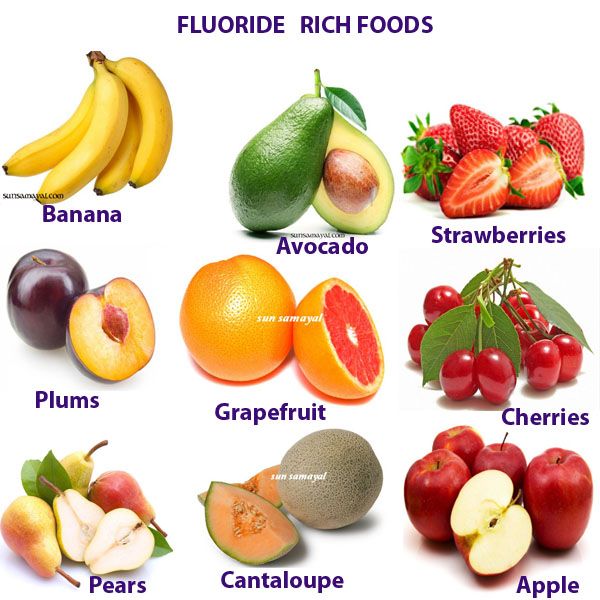 FLUORIDE RICH FOODS
sunsamayal.com
Banana
sunsamayal.com
Avocado
Strawberries
Plums
sun samayal
Grapefruit
Cherries
Pears
sun samayal
Cantaloupe
Apple